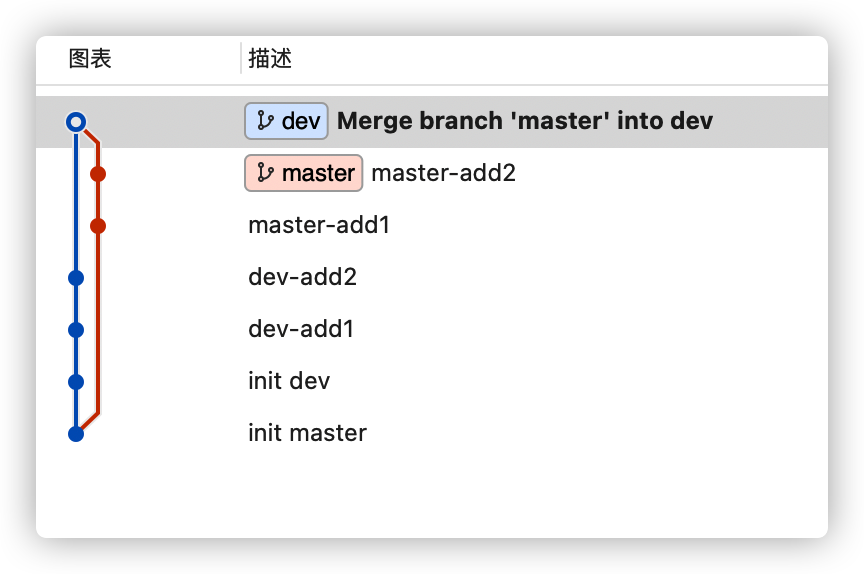 图表 描述
dev Merge branch 'master' into dev
master master-add2
master-add1
dev-add2
dev-add1
init dev
init master